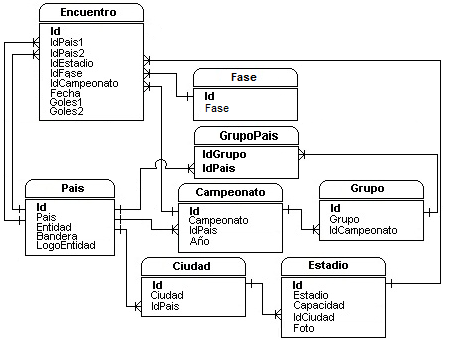 Encuentro
Id
IdPais1
IdPais2
IdEstadio
IdFase
IdCampeonato
Fecha
Goles1
Goles2
Fase
Id
Fase
GrupoPais
IdGrupo
IdPais
Pais
Id
Pais
Entidad
Bandera
LogoEntidad
Campeonato
Id
Campeonato
IdPais
Año
Grupo
Id
Grupo
IdCampeonato
Ciudad
Id
Ciudad
IdPais
Estadio
Id
Estadio
Capacidad
IdCiudad
Foto